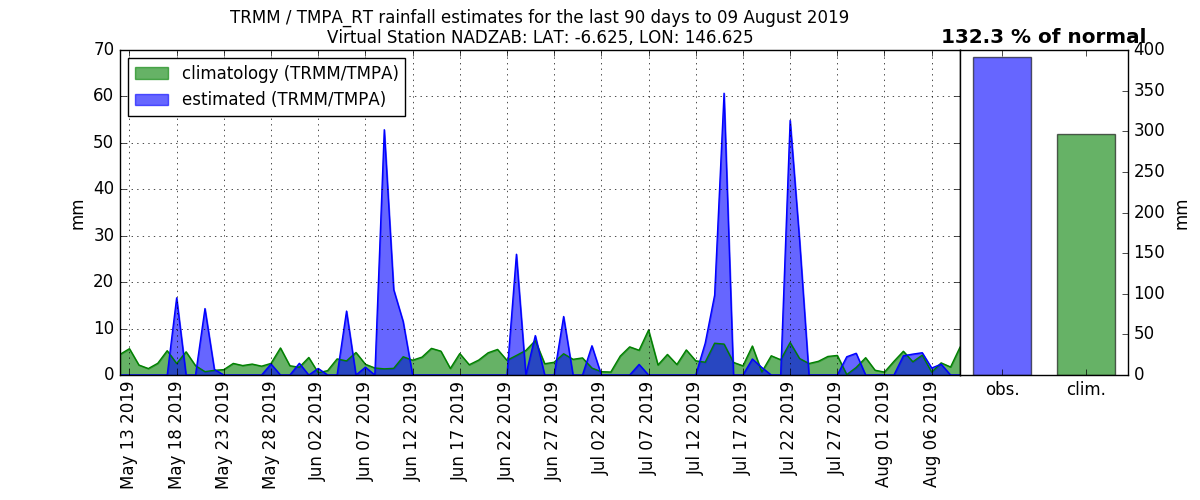 TRMM / TMPA_RT rainfall estimates for the last 90 days to 09 August 2019
Virtual Station NADZAB: LAT: -6.625, LON: 146.625
132.3 % of normal
climatology (TRMM/TMPA)
estimated (TRMM/TMPA)
70
60
50
40
30
20
10
0
mm
400
350
300
250
200
150
100
50
0
mm
May 13 2019
May 18 2019
May 23 2019
May 28 2019
Jun 02 2019
Jun 07 2019
Jun 12 2019
Jun 17 2019
Jun 22 2019
Jun 27 2019
Jul 02 2019
Jul 07 2019
Jul 12 2019
Jul 17 2019
Jul 22 2019
Jul 27 2019
Aug 01 2019
Aug 06 2019
obs.
clim.